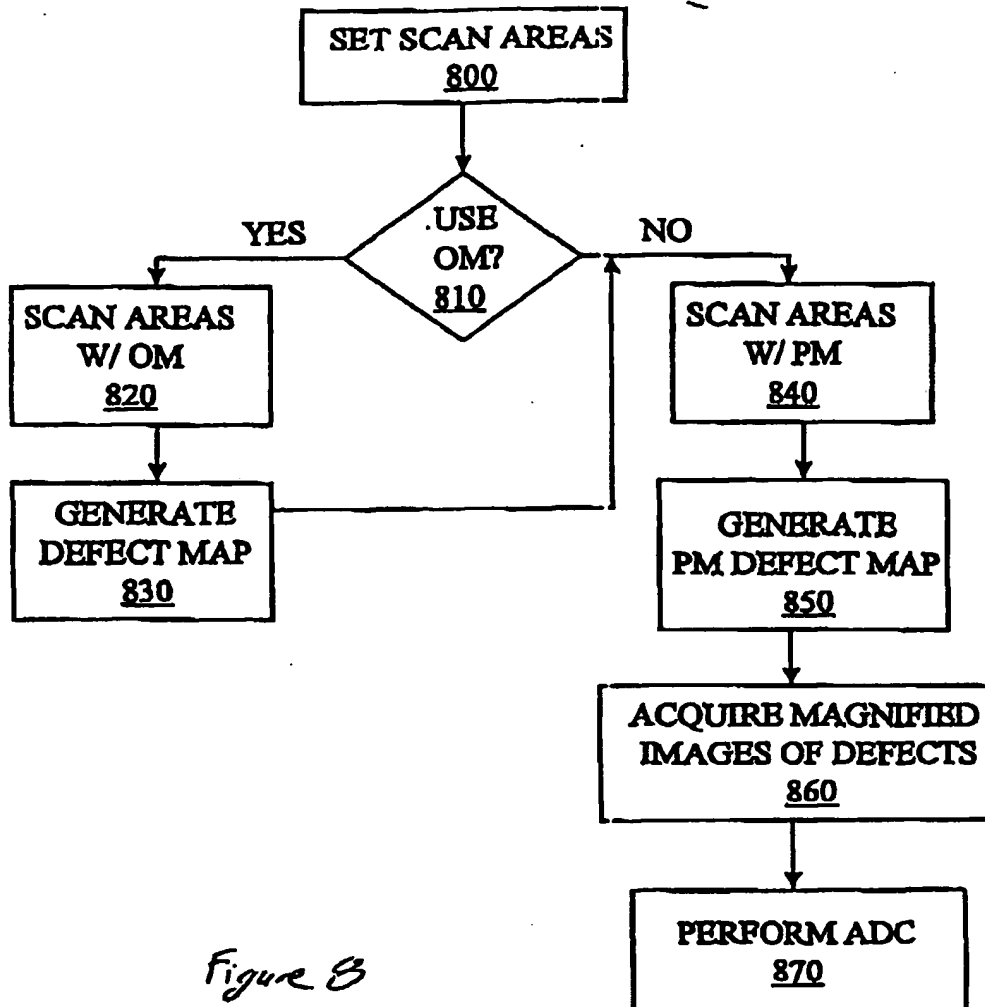 SET SCAN AREAS
800
.USE
OM?
810
YES
NO
SCAN AREAS
W/ OM
820
GENERATE
DEFECT MAP
830
SCAN AREAS
W/ PM
840
GENERATE
PM DEFECT MAP
850
ACQUIRE MAGNIFIED
IMAGES OF DEFECTS
860
PERFORM ADC
870
Figure 8